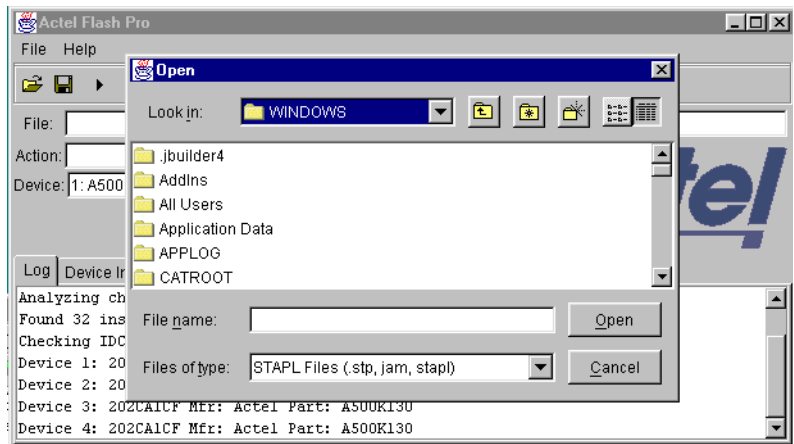 Actel Flash Pro
File Help
Open
Look in: WINDOWS
File:
Action:
Device: 1: A500
.jbuilder4
AddIns
All Users
Application Data
APPLOG
CATROOT
Log Device In
File name: Open
Files of type: STAPL Files (.stp, jam, stapl) Cancel
Analyzing ch
Found 32 ins
Checking IDC
Device 1: 20
Device 2: 20
Device 3: 202CA1CF Mfr: Actel Part: A500K130
Device 4: 202CA1CF Mfr: Actel Part: A500K130